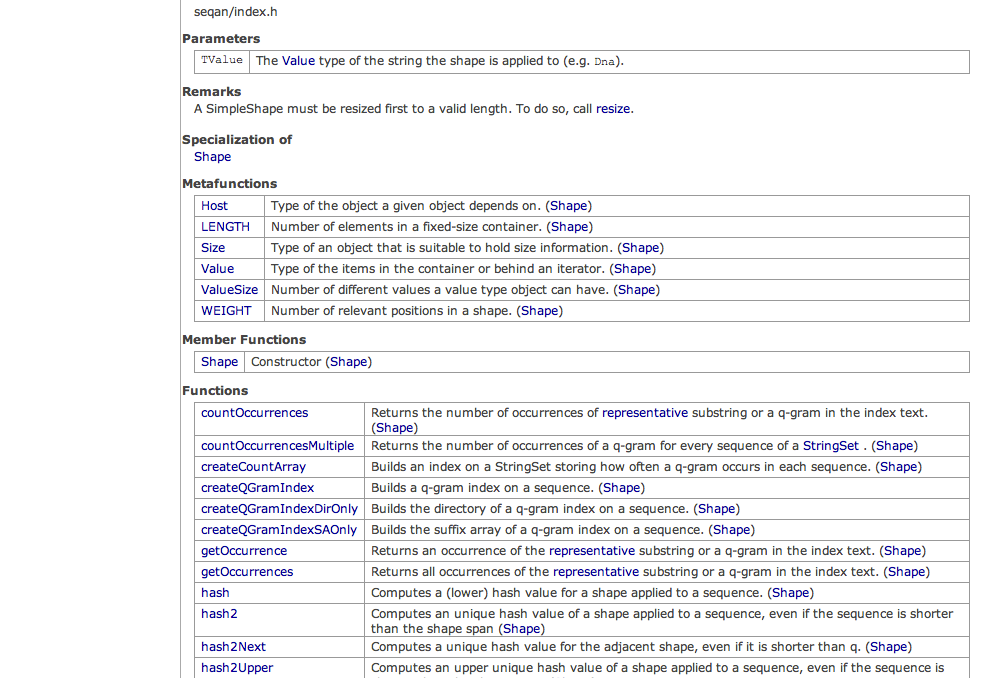 seqan/index.h
Parameters
TValue The Value type of the string the shape is applied to (e.g. Dna).
Remarks
A SimpleShape must be resized first to a valid length. To do so, call resize.
Specialization of
Shape
Metafunctions
Host Type of the object a given object depends on. (Shape)
LENGTH Number of elements in a fixed-size container. (Shape)
Size Type of an object that is suitable to hold size information. (Shape)
Value Type of the items in the container or behind an iterator. (Shape)
ValueSize Number of different values a value type object can have. (Shape)
WEIGHT Number of relevant positions in a shape. (Shape)
Member Functions
Shape Constructor (Shape)
Functions
countOccurrences Returns the number of occurrences of representative substring or a q-gram in the index text.
(Shape)
countOccurrencesMultiple Returns the number of occurrences of a q-gram for every sequence of a StringSet . (Shape)
createCountArray Builds an index on a StringSet storing how often a q-gram occurs in each sequence. (Shape)
createQGramIndex Builds a q-gram index on a sequence. (Shape)
createQGramIndexDirOnly Builds the directory of a q-gram index on a sequence. (Shape)
createQGramIndexSAOnly Builds the suffix array of a q-gram index on a sequence. (Shape)
getOccurrence Returns an occurrence of the representative substring or a q-gram in the index text. (Shape)
getOccurrences Returns all occurrences of the representative substring or a q-gram in the index text. (Shape)
hash Computes a (lower) hash value for a shape applied to a sequence. (Shape)
hash2 Computes an unique hash value of a shape applied to a sequence, even if the sequence is shorter
than the shape span (Shape)
hash2Next Computes a unique hash value for the adjacent shape, even if it is shorter than q. (Shape)
hash2Upper Computes an upper unique hash value of a shape applied to a sequence, even if the sequence is